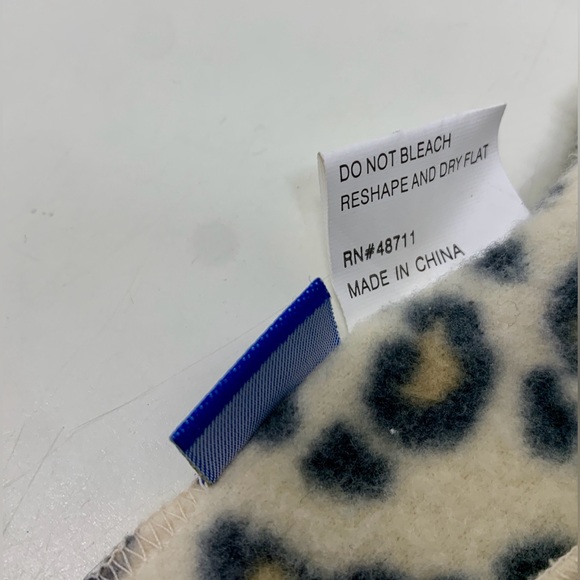 DO NOT BLEACH
RESHAPE AND DRY FLAT
RN#48711
MADE IN CHINA